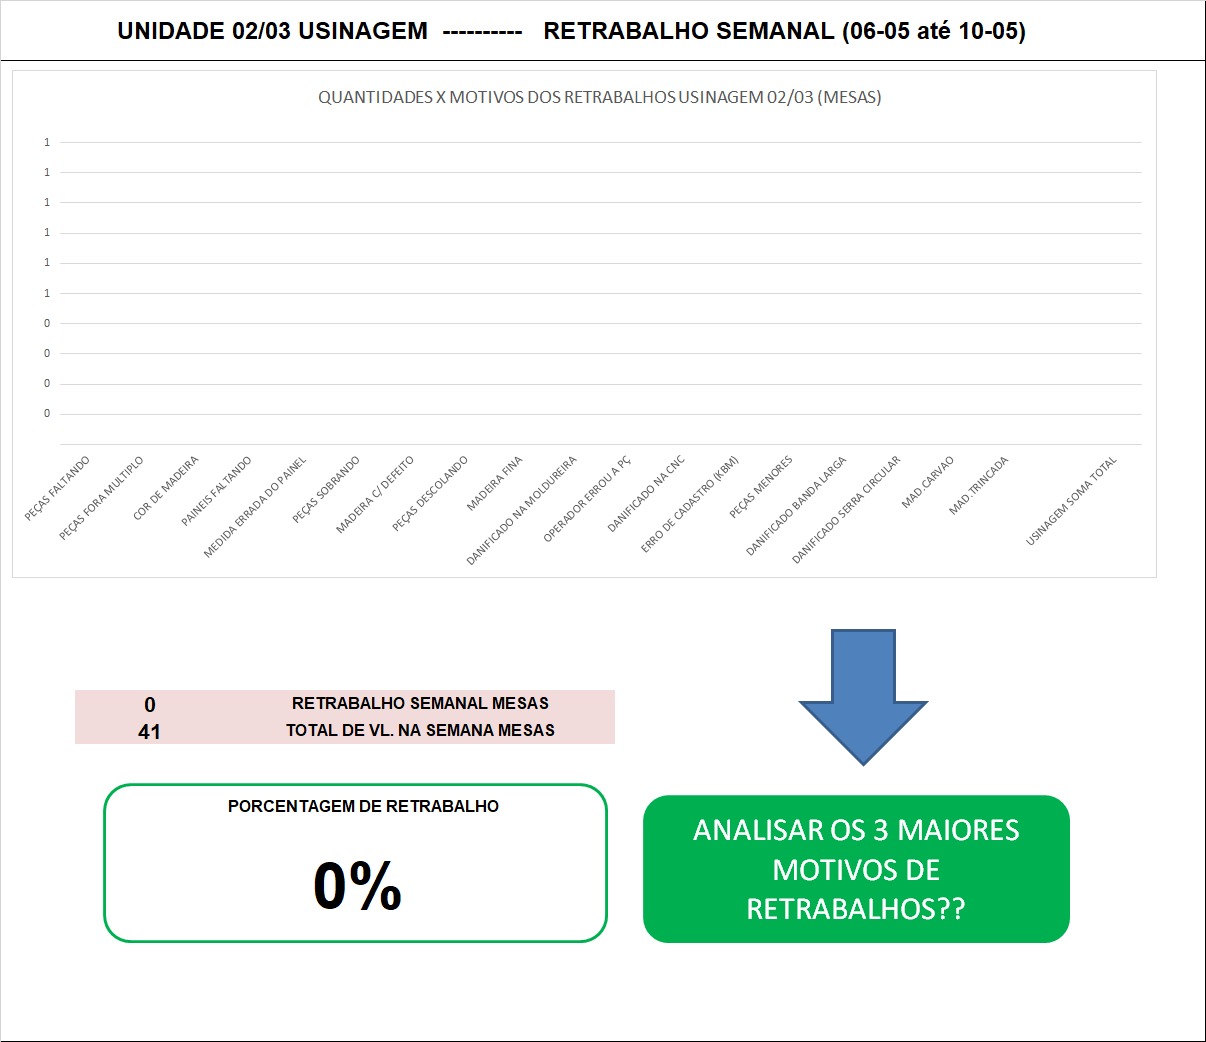 UNIDADE 02/03 USINAGEM ---------- RETRABALHO SEMANAL (06-05 até 10-05)
QUANTIDADES X MOTIVOS DOS RETRABALHOS USINAGEM 02/03 (MESAS)
1
1
1
1
1
1
0
0
0
0
PEÇAS FALTANDO
PEÇAS FORA MULTIPLO
COR DE MADEIRA
PAINEIS FALTANDO
MEDIDA ERRADA DO PAINEL
PEÇAS SOBRANDO
MADEIRA C/ DEFEITO
PEÇAS DESCOLANDO
MADEIRA FINA
DANIFICADO NA MOLDUREIRA
OPERADOR ERROU A PÇ
DANIFICADO NA CNC
ERRO DE CADASTRO (KBM)
PEÇAS MENORES
DANIFICADO BANDA LARGA
DANIFICADO SERRA CIRCULAR
MAD.CARVAO
MAD.TRINCADA
USINAGEM SOMA TOTAL
0 RETRABALHO SEMANAL MESAS
41 TOTAL DE VL. NA SEMANA MESAS
PORCENTAGEM DE RETRABALHO
0%
ANALISAR OS 3 MAIORES
MOTIVOS DE
RETRABALHOS??